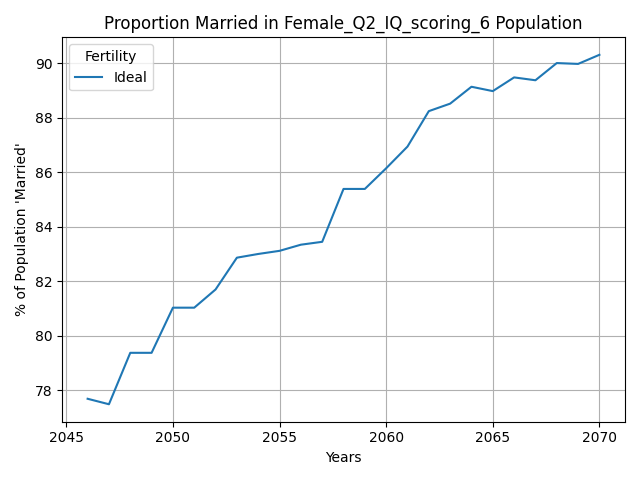 Proportion Married in Female_Q2_IQ_scoring_6 Population
Fertility
Ideal
% of Population 'Married'
90
88
86
84
82
80
78
2045
2050
2055
2060
2065
2070
Years